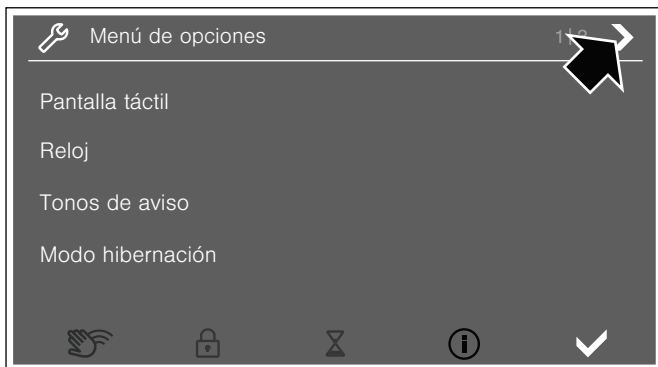 Menú de opciones
Pantalla táctil
Reloj
Tonos de aviso
Modo hibernación